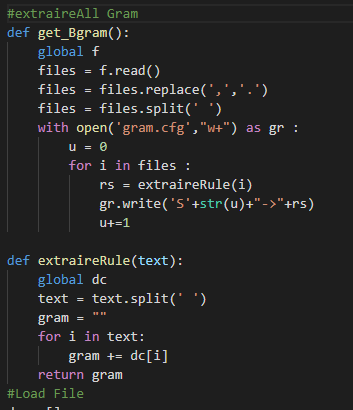 #extraireAll Gram
def get_Bgram():
    global f
    files = f.read()
    files = files.replace(',','.')
    files = files.split(' ')
    with open('gram.cfg',"w+") as gr :
        u = 0
        for i in files :
            rs = extraireRule(i)
            gr.write('S'+str(u)+"->"+rs)
            u+=1

def extraireRule(text):
    global dc
    text = text.split(' ')
    gram = ""
    for i in text:
        gram += dc[i]
    return gram
#Load File